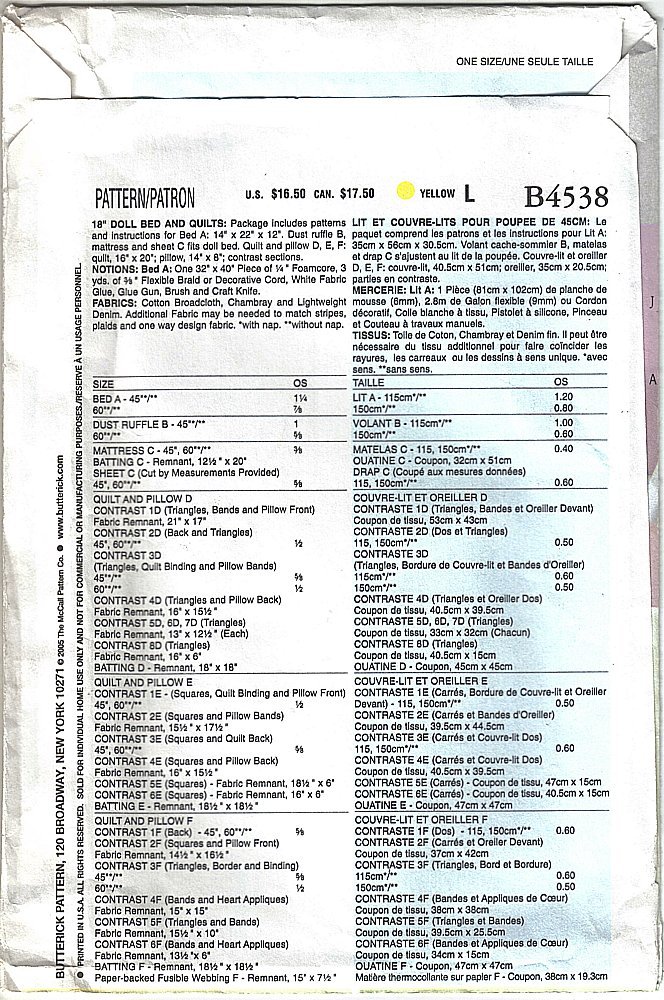 ONE SIZE/UNE SEULE TAILLE
PATTERN/PATRON
U.S. $16.50 CAN. $17.50
YELLOW L
B4538
18" DOLL BED AND QUILTS: Package includes patterns
and instructions for Bed A: 14" x 22" x 12". Dust ruffle B,
mattress and sheet C fits doll bed. Quilt and pillow D, E, F:
quilt, 16" x 20"; pillow, 14" x 8"; contrast sections.
NOTIONS: Bed A: One 32" x 40" Piece of ¼" Foamcore, 3
yds. of ⅜" Flexible Braid or Decorative Cord, White Fabric
Glue, Glue Gun, Brush and Craft Knife.
FABRICS: Cotton Broadcloth, Chambray and Lightweight
Denim. Additional Fabric may be needed to match stripes,
plaids and one way design fabric. *with nap. **without nap.
SIZE OS
BED A - 45"*/** 1¼
60"*/** ⅞
DUST RUFFLE B - 45"*/** 1
60"*/** ⅝
MATTRESS C - 45", 60"*/** ⅜
BATTING C - Remnant, 12½" x 20"
SHEET C (Cut by Measurements Provided)
45", 60"*/** ⅝
QUILT AND PILLOW D
CONTRAST 1D (Triangles, Bands and Pillow Front)
Fabric Remnant, 21" x 17"
CONTRAST 2D (Back and Triangles)
45", 60"*/** ½
CONTRAST 3D
(Triangles, Quilt Binding and Pillow Bands)
45"*/** ⅝
60"*/** ½
CONTRAST 4D (Triangles and Pillow Back)
Fabric Remnant, 16" x 15½"
CONTRAST 5D, 6D, 7D (Triangles)
Fabric Remnant, 13" x 12½" (Each)
CONTRAST 8D (Triangles)
Fabric Remnant, 16" x 6"
BATTING D - Remnant, 18" x 18"
QUILT AND PILLOW E
CONTRAST 1E - (Squares, Quilt Binding and Pillow Front)
45", 60"*/** ½
CONTRAST 2E (Squares and Pillow Bands)
Fabric Remnant, 15½" x 17½"
CONTRAST 3E (Squares and Quilt Back)
45", 60"*/** ⅝
CONTRAST 4E (Squares and Pillow Back)
Fabric Remnant, 16" x 15½"
CONTRAST 5E (Squares) - Fabric Remnant, 18½" x 6"
CONTRAST 6E (Squares) - Fabric Remnant, 16" x 6"
BATTING E - Remnant, 18½" x 18½"
QUILT AND PILLOW F
CONTRAST 1F (Back) - 45", 60"*/** ⅝
CONTRAST 2F (Squares and Pillow Front)
Fabric Remnant, 14½" x 16½"
CONTRAST 3F (Triangles, Border and Binding)
45"*/** ⅝
60"*/** ½
CONTRAST 4F (Bands and Heart Appliques)
Fabric Remnant, 15" x 15"
CONTRAST 5F (Triangles and Bands)
Fabric Remnant, 15½" x 10"
CONTRAST 6F (Bands and Heart Appliques)
Fabric Remnant, 13½" x 6"
BATTING F - Remnant, 18½" x 18½"
Paper-backed Fusible Webbing F - Remnant, 15" x 7½"
LIT ET COUVRE-LITS POUR POUPEE DE 45CM: Le
paquet comprend les patrons et les instructions pour Lit A:
35cm x 56cm x 30.5cm. Volant cache-sommier B, matelas
et drap C s'ajustent au lit de la poupée. Couvre-lit et oreiller
D, E, F: couvre-lit, 40.5cm x 51cm; oreiller, 35cm x 20.5cm;
parties en contraste.
MERCERIE: Lit A: 1 Pièce (81cm x 102cm) de planche de
mousse (6mm), 2.8m de Galon flexible (9mm) ou Cordon
décoratif, Colle blanche à tissu, Pistolet à silicone, Pinceau
et Couteau à travaux manuels.
TISSUS: Toile de Coton, Chambray et Denim fin. Il peut être
nécessaire du tissu additionnel pour faire coïncider les
rayures, les carreaux ou les dessins à sens unique. *avec
sens. **sans sens.
TAILLE OS
LIT A - 115cm*/** 1.20
150cm*/** 0.80
VOLANT B - 115cm*/** 1.00
150cm*/** 0.60
MATELAS C - 115, 150cm*/** 0.40
OUATINE C - Coupon, 32cm x 51cm
DRAP C (Coupé aux mesures données)
115, 150cm*/** 0.60
COUVRE-LIT ET OREILLER D
CONTRASTE 1D (Triangles, Bandes et Oreiller Devant)
Coupon de tissu, 53cm x 43cm
CONTRASTE 2D (Dos et Triangles)
115, 150cm*/** 0.50
CONTRASTE 3D
(Triangles, Bordure de Couvre-lit et Bandes d'Oreiller)
115cm*/** 0.60
150cm*/** 0.50
CONTRASTE 4D (Triangles et Oreiller Dos)
Coupon de tissu, 40.5cm x 39.5cm
CONTRASTE 5D, 6D, 7D (Triangles)
Coupon de tissu, 33cm x 32cm (Chacun)
CONTRASTE 8D (Triangles)
Coupon de tissu, 40.5cm x 15cm
OUATINE D - Coupon, 45cm x 45cm
COUVRE-LIT ET OREILLER E
CONTRASTE 1E (Carrés, Bordure de Couvre-lit et Oreiller
Devant) - 115, 150cm*/** 0.50
CONTRASTE 2E (Carrés et Bandes d'Oreiller)
Coupon de tissu, 39.5cm x 44.5cm
CONTRASTE 3E (Carrés et Couvre-lit Dos)
115, 150cm*/** 0.60
CONTRASTE 4E (Carrés et Couvre-lit Dos)
Coupon de tissu, 40.5cm x 39.5cm
CONTRASTE 5E (Carrés) - Coupon de tissu, 47cm x 15cm
CONTRASTE 6E (Carrés) - Coupon de tissu, 40.5cm x 15cm
OUATINE E - Coupon, 47cm x 47cm
COUVRE-LIT ET OREILLER F
CONTRASTE 1F (Dos) - 115, 150cm*/** 0.60
CONTRASTE 2F (Carrés et Oreiller Devant)
Coupon de tissu, 37cm x 42cm
CONTRASTE 3F (Triangles, Bord et Bordure)
115cm*/** 0.60
150cm*/** 0.50
CONTRASTE 4F (Bandes et Appliques de Cœur)
Coupon de tissu, 38cm x 38cm
CONTRASTE 5F (Triangles et Bandes)
Coupon de tissu, 39.5cm x 25.5cm
CONTRASTE 6F (Bandes et Appliques de Cœur)
Coupon de tissu, 34cm x 15cm
OUATINE F - Coupon, 47cm x 47cm
Matière thermocollante sur papier F - Coupon, 38cm x 19.3cm
BUTTERICK PATTERN, 120 BROADWAY, NEW YORK 10271 ● 2005 The McCall Pattern Co. ● www.butterick.com
● PRINTED IN U.S.A. ALL RIGHTS RESERVED. SOLD FOR INDIVIDUAL HOME USE ONLY AND NOT FOR COMMERCIAL OR MANUFACTURING PURPOSES/RÉSERVÉ À UN USAGE PERSONNEL.
J
A